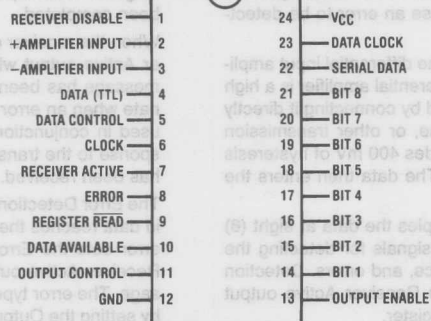 RECEIVER DISABLE 1 24 VCC
+AMPLIFIER INPUT 2 23 DATA CLOCK
−AMPLIFIER INPUT 3 22 SERIAL DATA
DATA (TTL) 4 21 BIT 8
DATA CONTROL 5 20 BIT 7
CLOCK 6 19 BIT 6
RECEIVER ACTIVE 7 18 BIT 5
ERROR 8 17 BIT 4
REGISTER READ 9 16 BIT 3
DATA AVAILABLE 10 15 BIT 2
OUTPUT CONTROL 11 14 BIT 1
GND 12 13 OUTPUT ENABLE